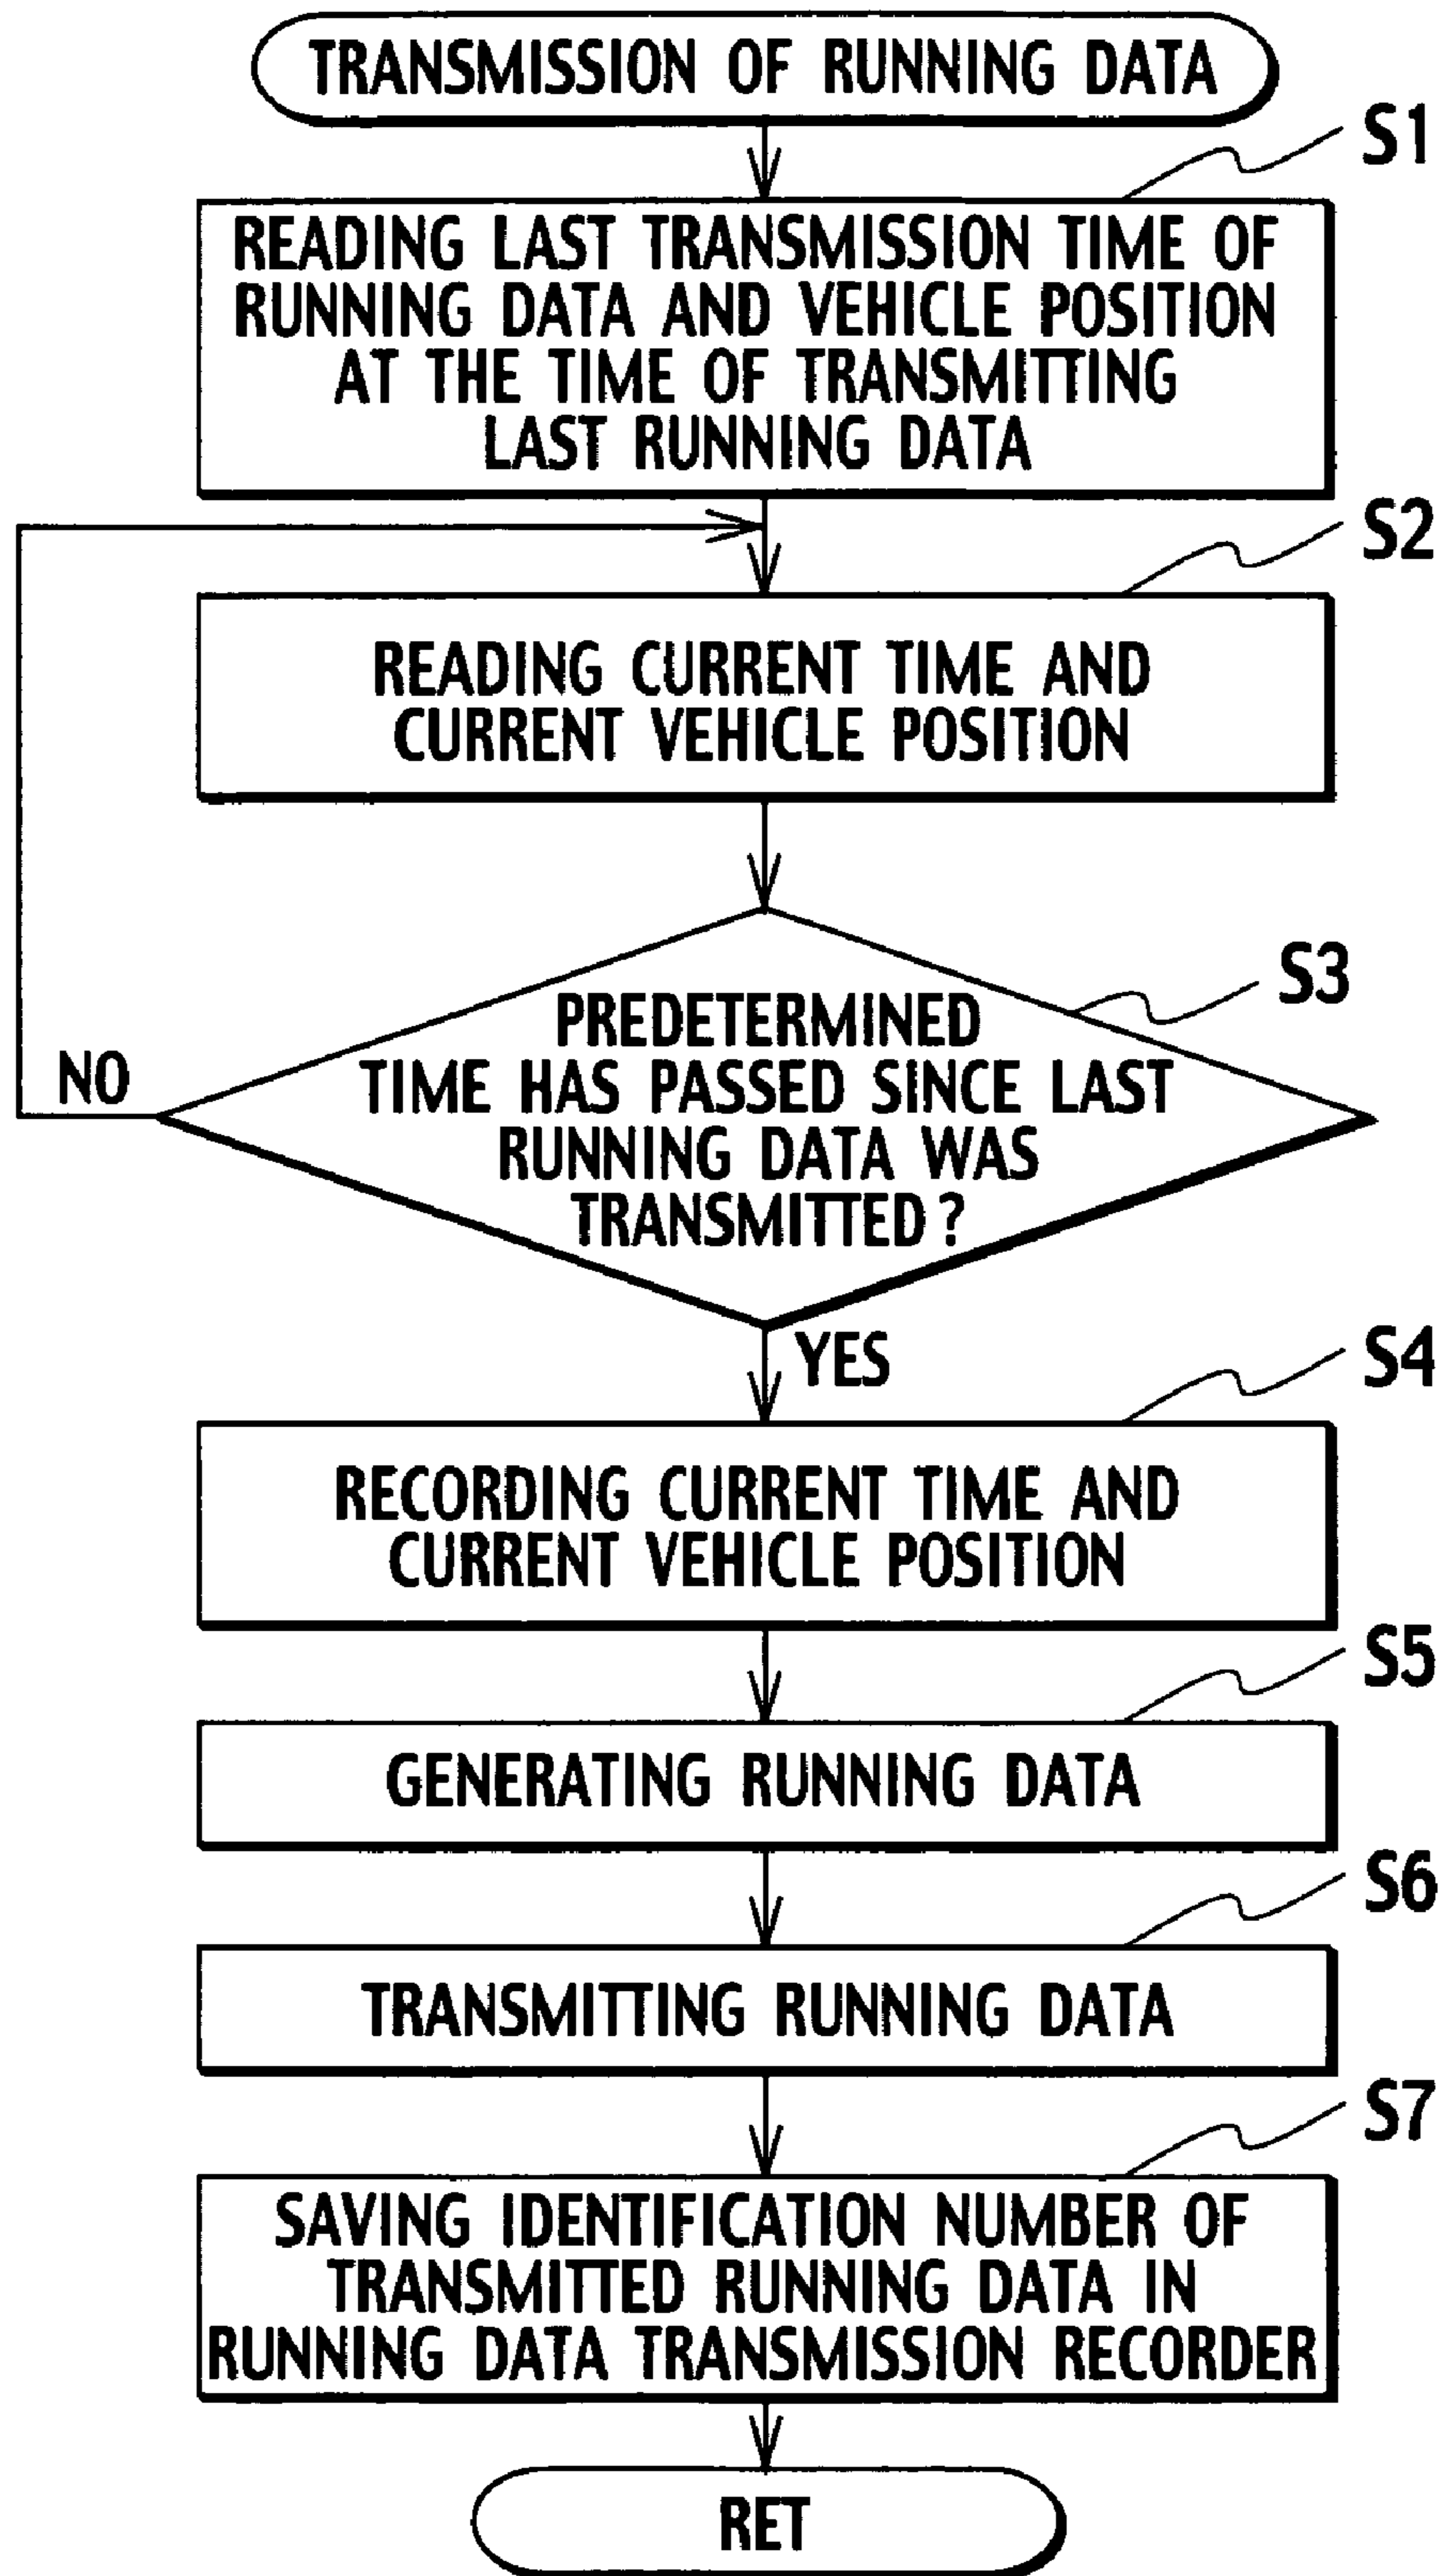 TRANSMISSION OF RUNNING DATA
S1
READING LAST TRANSMISSION TIME OF
RUNNING DATA AND VEHICLE POSITION
AT THE TIME OF TRANSMITTING
LAST RUNNING DATA
S2
READING CURRENT TIME AND
CURRENT VEHICLE POSITION
S3
PREDETERMINED
TIME HAS PASSED SINCE LAST
RUNNING DATA WAS
TRANSMITTED ?
NO
YES
S4
RECORDING CURRENT TIME AND
CURRENT VEHICLE POSITION
S5
GENERATING RUNNING DATA
S6
TRANSMITTING RUNNING DATA
S7
SAVING IDENTIFICATION NUMBER OF
TRANSMITTED RUNNING DATA IN
RUNNING DATA TRANSMISSION RECORDER
RET